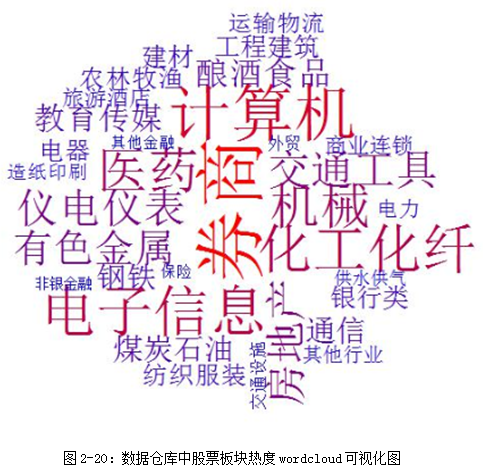 运输物流
建材
工程建筑
农林牧渔
酿酒食品
旅游酒店
计算机
教育传媒
电器
其他金融
外贸
商业连锁
造纸印刷
医药
券商
交通工具
仪电仪表
机械
电力
有色金属
化工化纤
非银金融
钢铁
保险
供水供气
银行类
电子信息
房地产
通信
煤炭石油
交通设施
其他行业
纺织服装
图 2-20：数据仓库中股票板块热度 wordcloud 可视化图